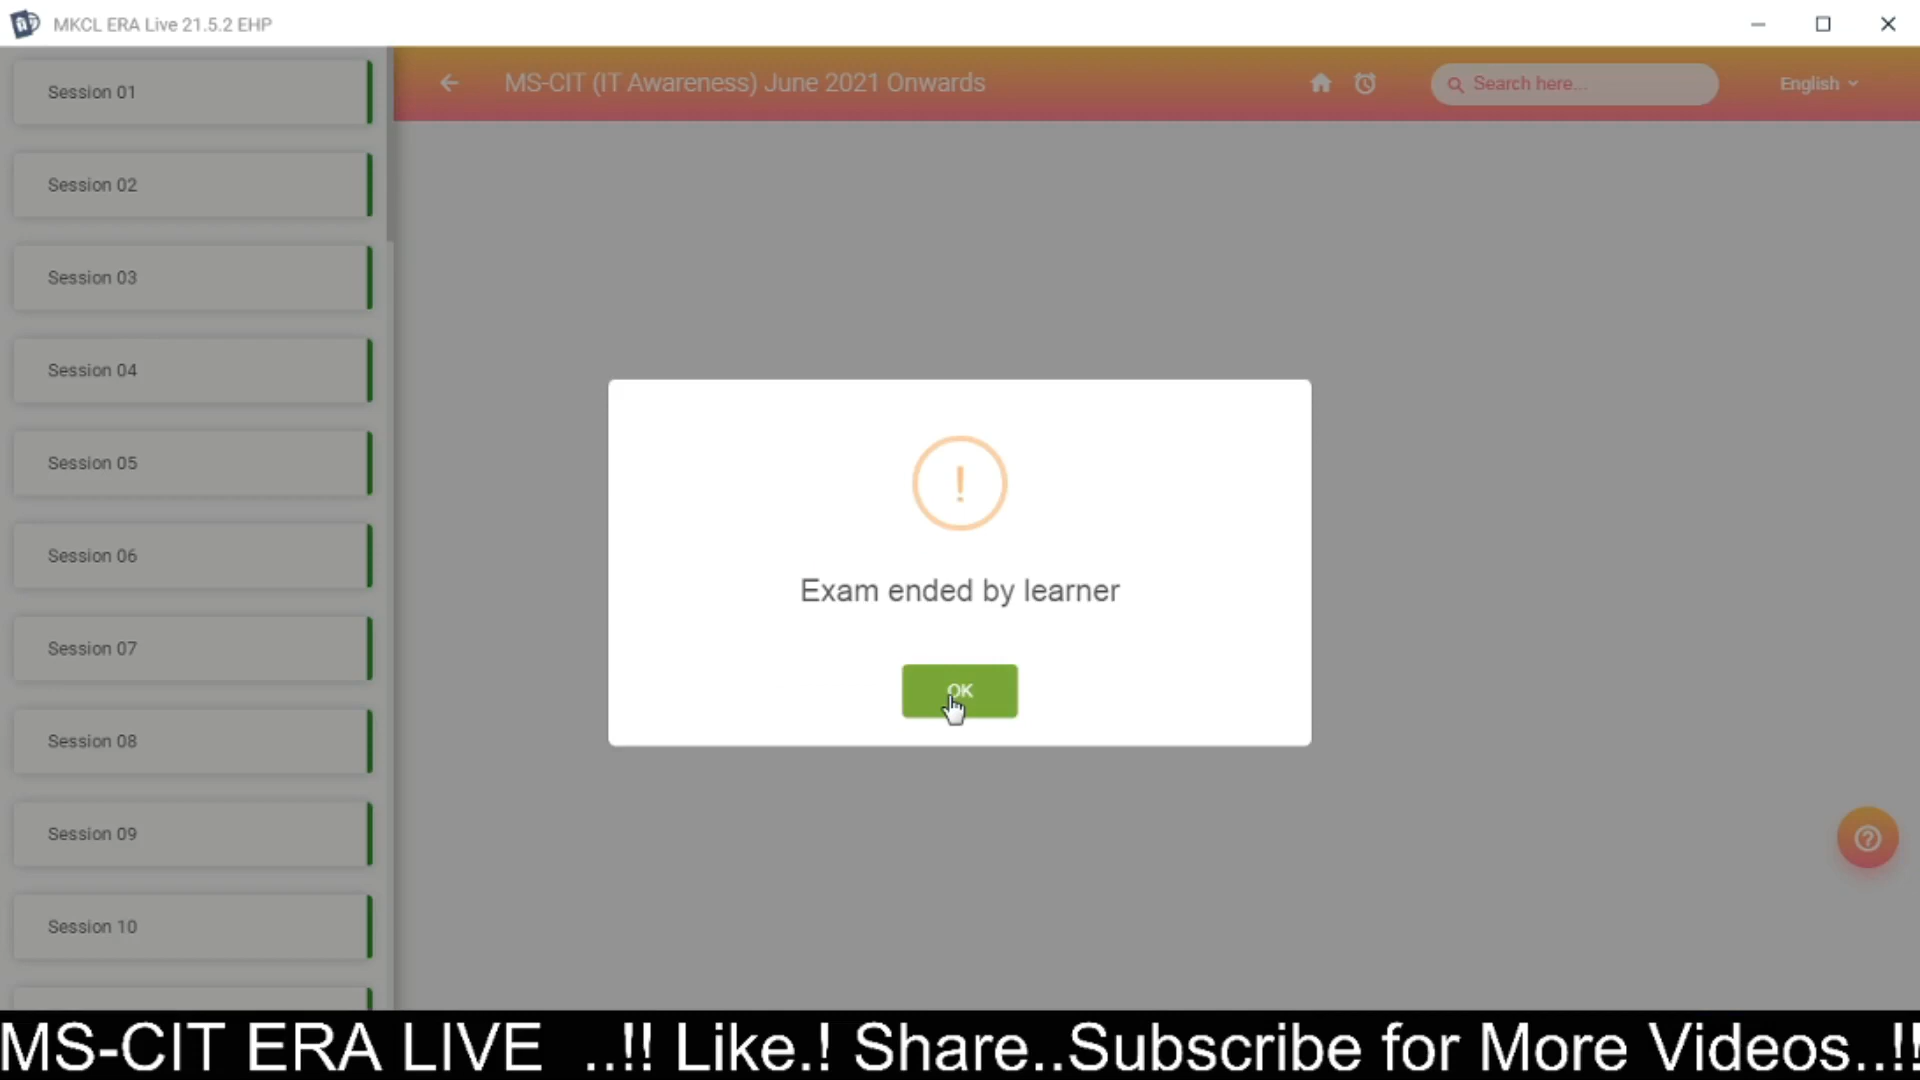 MKCL ERA Live 21.5.2 EHP
MS-CIT (IT Awareness) June 2021 Onwards
Search here...
English
Session 01
Session 02
Session 03
Session 04
Session 05
Session 06
Session 07
Session 08
Session 09
Session 10
!
Exam ended by learner
OK
?
MS-CIT ERA LIVE ..!! Like.! Share..Subscribe for More Videos..!!